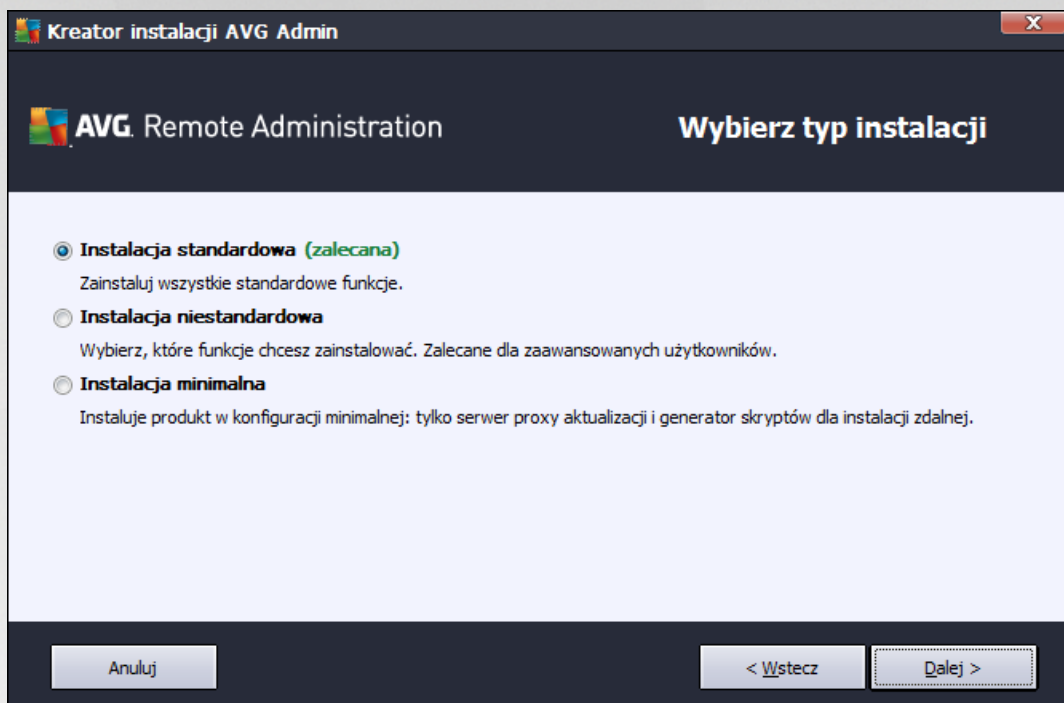 Kreator instalacji AVG Admin
X
AVG. Remote Administration
Wybierz typ instalacji
Instalacja standardowa (zalecana)
Zainstaluj wszystkie standardowe funkcje.
Instalacja niestandardowa
Wybierz, które funkcje chcesz zainstalować. Zalecane dla zaawansowanych użytkowników.
Instalacja minimalna
Instaluje produkt w konfiguracji minimalnej: tylko serwer proxy aktualizacji i generator skryptów dla instalacji zdalnej.
Anuluj
< Wstecz
Dalej >